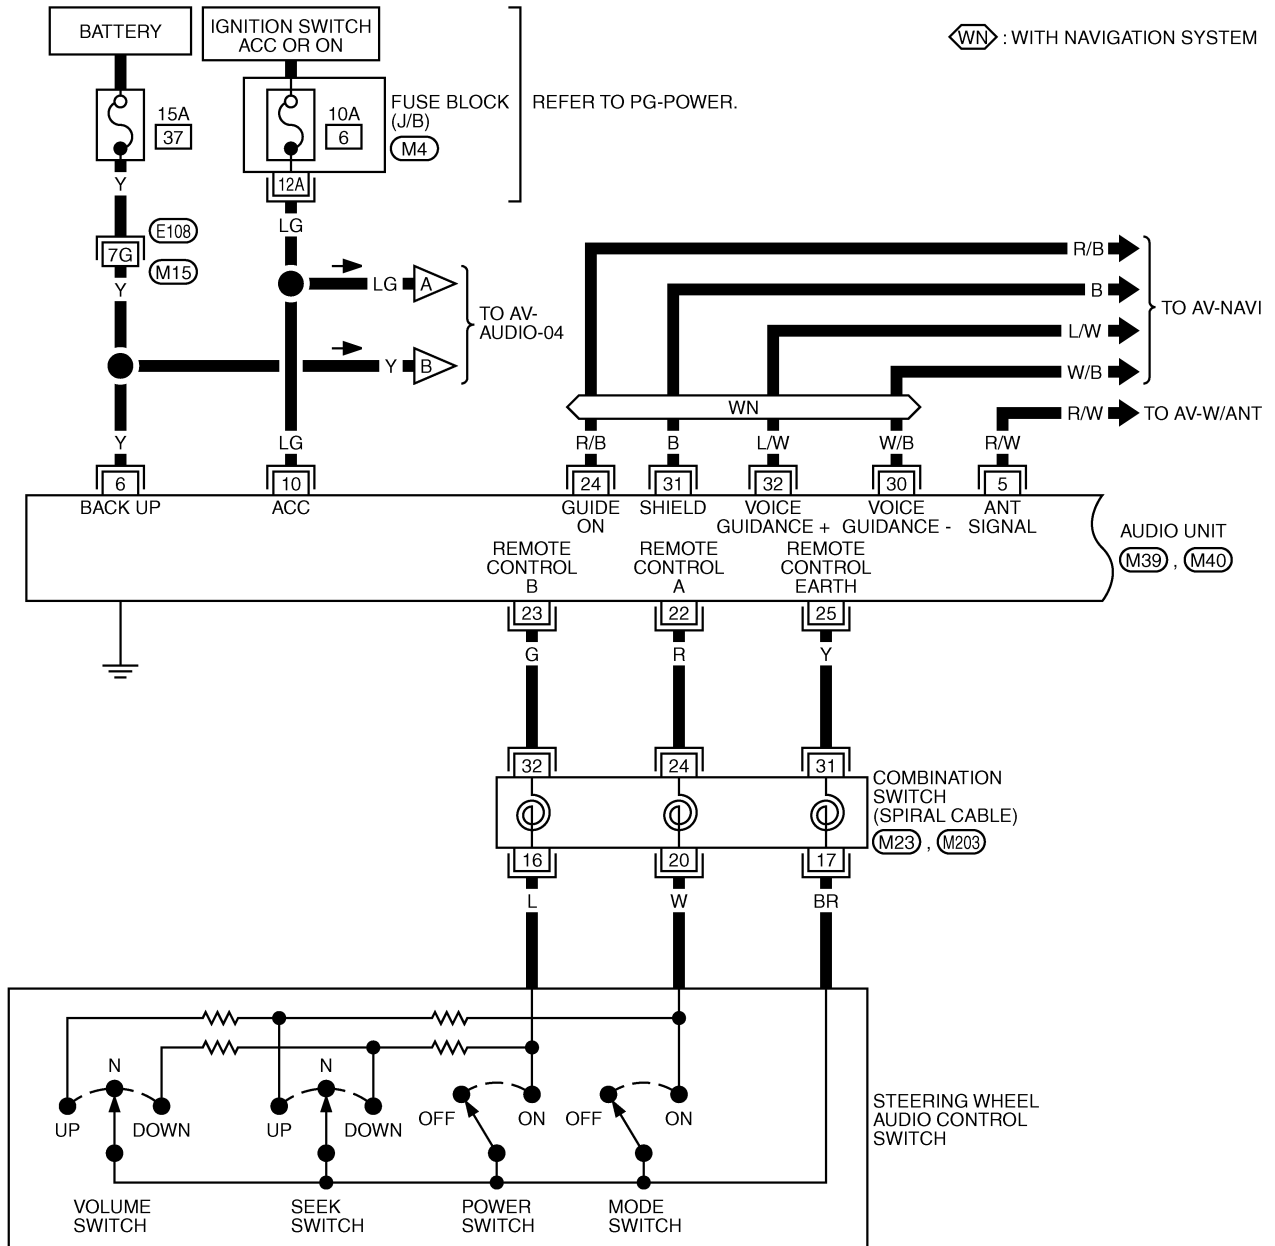 BATTERY
IGNITION SWITCH
ACC OR ON
WN : WITH NAVIGATION SYSTEM
15A
37
10A
6
FUSE BLOCK
(J/B)
M4
REFER TO PG-POWER.
12A
Y
LG
E108
7G
M15
Y
LG A
Y B
TO AV-
AUDIO-04
R/B
B
L/W
W/B
TO AV-NAVI
R/W TO AV-W/ANT
WN
Y LG R/B B L/W W/B R/W
6 10 24 31 32 30 5
BACK UP
ACC
GUIDE
ON
SHIELD
VOICE
GUIDANCE +
VOICE
GUIDANCE -
ANT
SIGNAL
AUDIO UNIT
M39 , M40
REMOTE
CONTROL
B
REMOTE
CONTROL
A
REMOTE
CONTROL
EARTH
23 22 25
G R Y
32 24 31
COMBINATION
SWITCH
(SPIRAL CABLE)
M23 , M203
16 20 17
L W BR
N
UP DOWN
N
UP DOWN
OFF ON
OFF ON
STEERING WHEEL
AUDIO CONTROL
SWITCH
VOLUME
SWITCH
SEEK
SWITCH
POWER
SWITCH
MODE
SWITCH